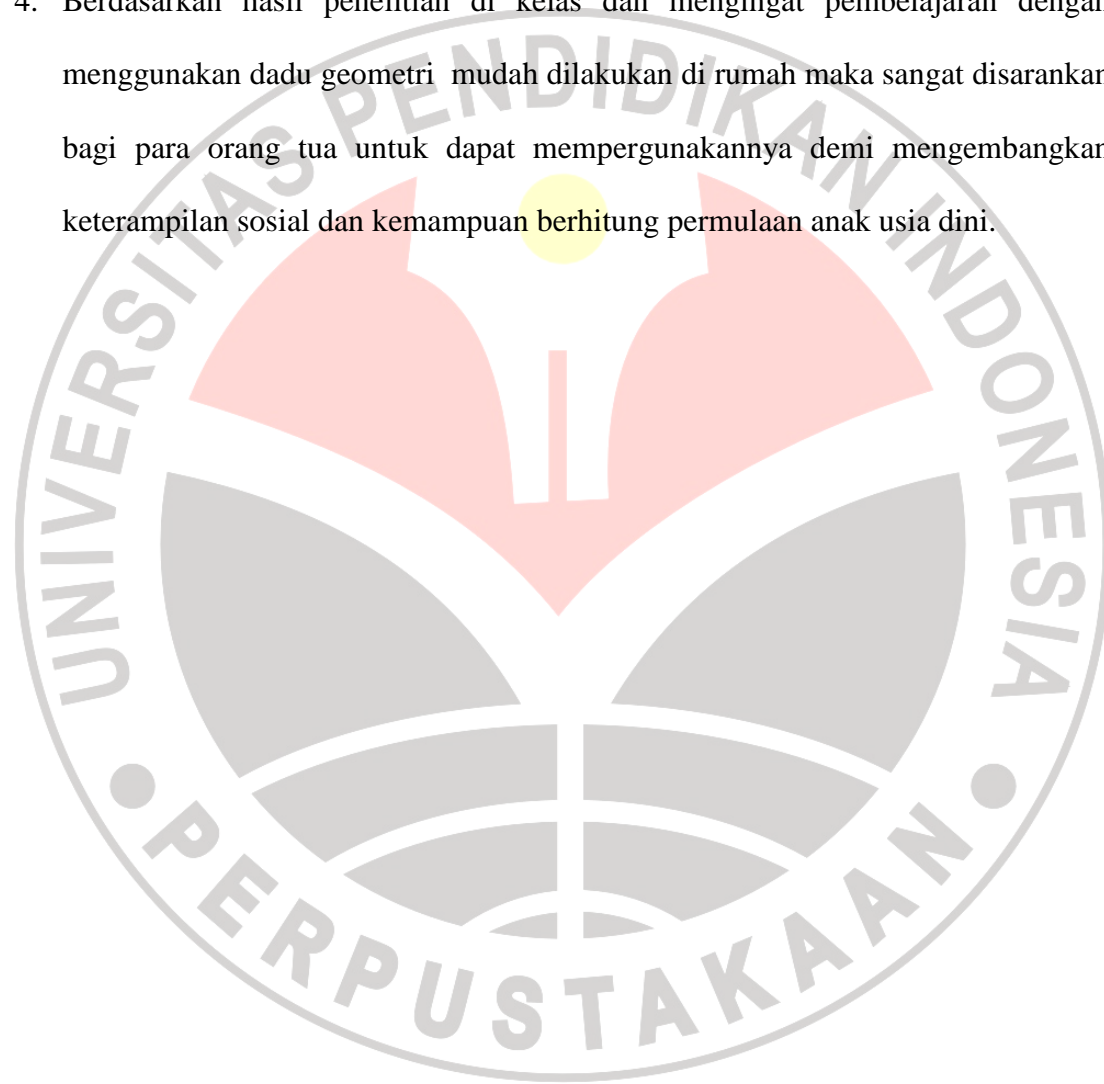 4. Berdasarkan hasil penelitian di kelas dan mengingat pembelajaran dengan
menggunakan dadu geometri mudah dilakukan di rumah maka sangat disarankan
bagi para orang tua untuk dapat mempergunakannya demi mengembangkan
keterampilan sosial dan kemampuan berhitung permulaan anak usia dini.
UNIVERSITAS PENDIDIKAN INDONESIA
PERPUSTAKAAN